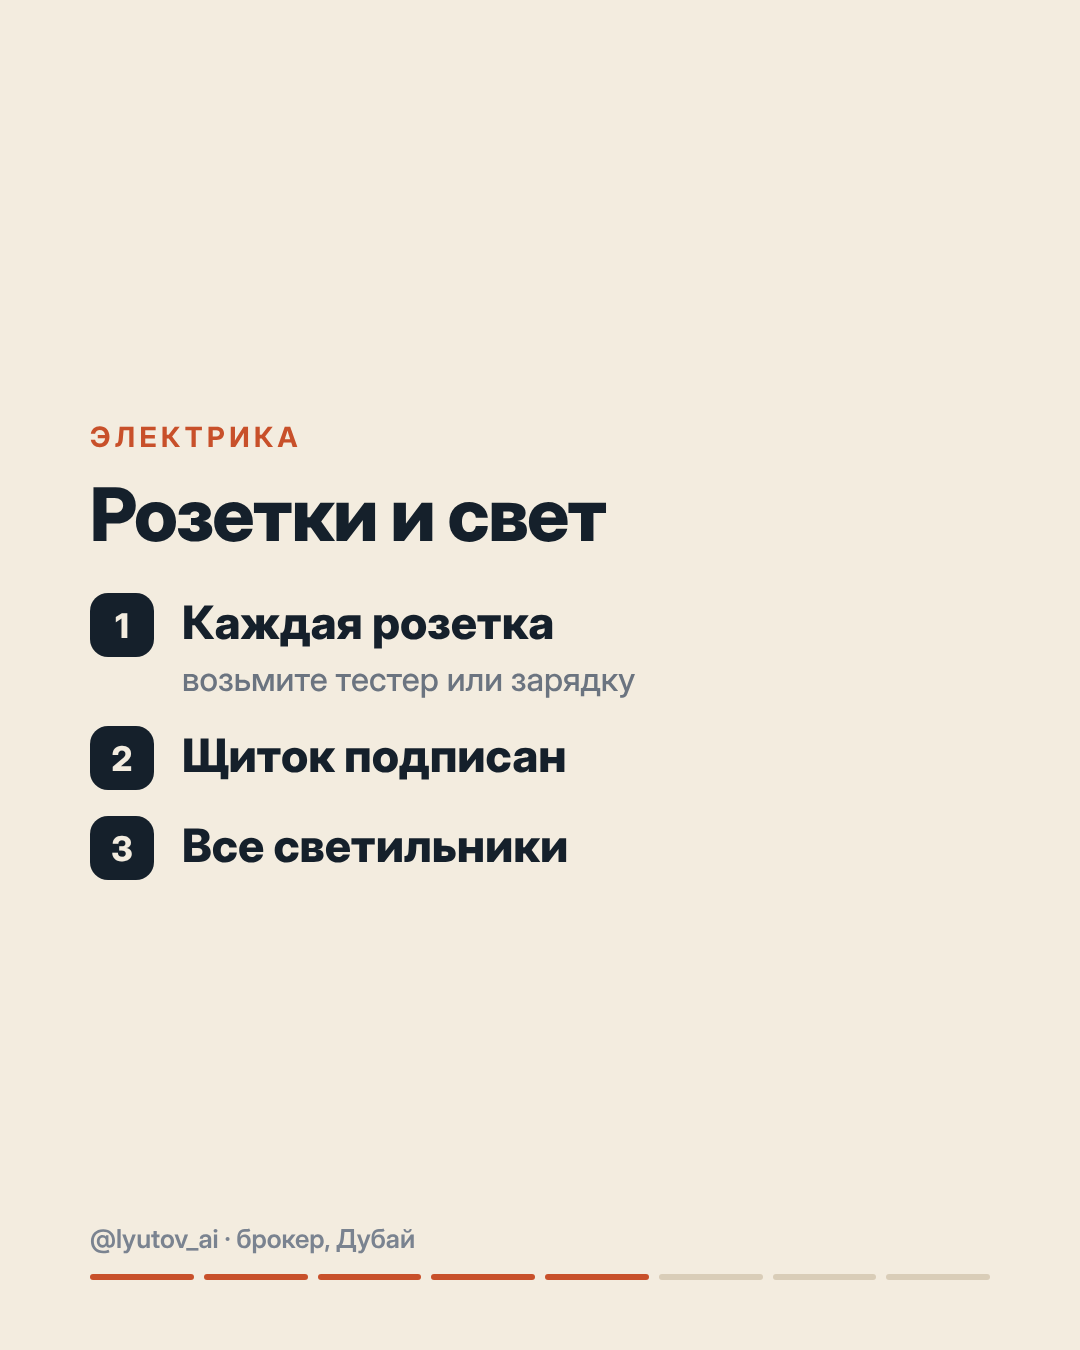 ЭЛЕКТРИКА
Розетки и свет
1 Каждая розетка
возьмите тестер или зарядку
2 Щиток подписан
3 Все светильники
@lyutov_ai · брокер, Дубай